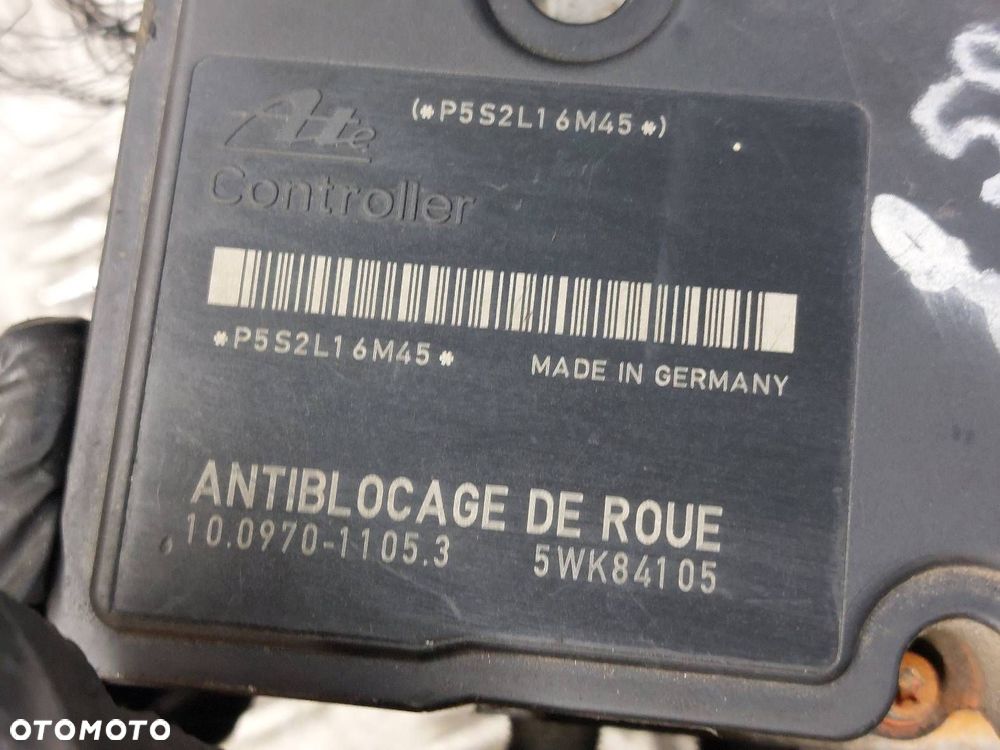 (*P5S2L16M45*)
Ate
Controller
*P5S2L16M45*
MADE IN GERMANY
ANTIBLOCAGE DE ROUE
10.0970-1105.3 5WK84105
OTOMOTO